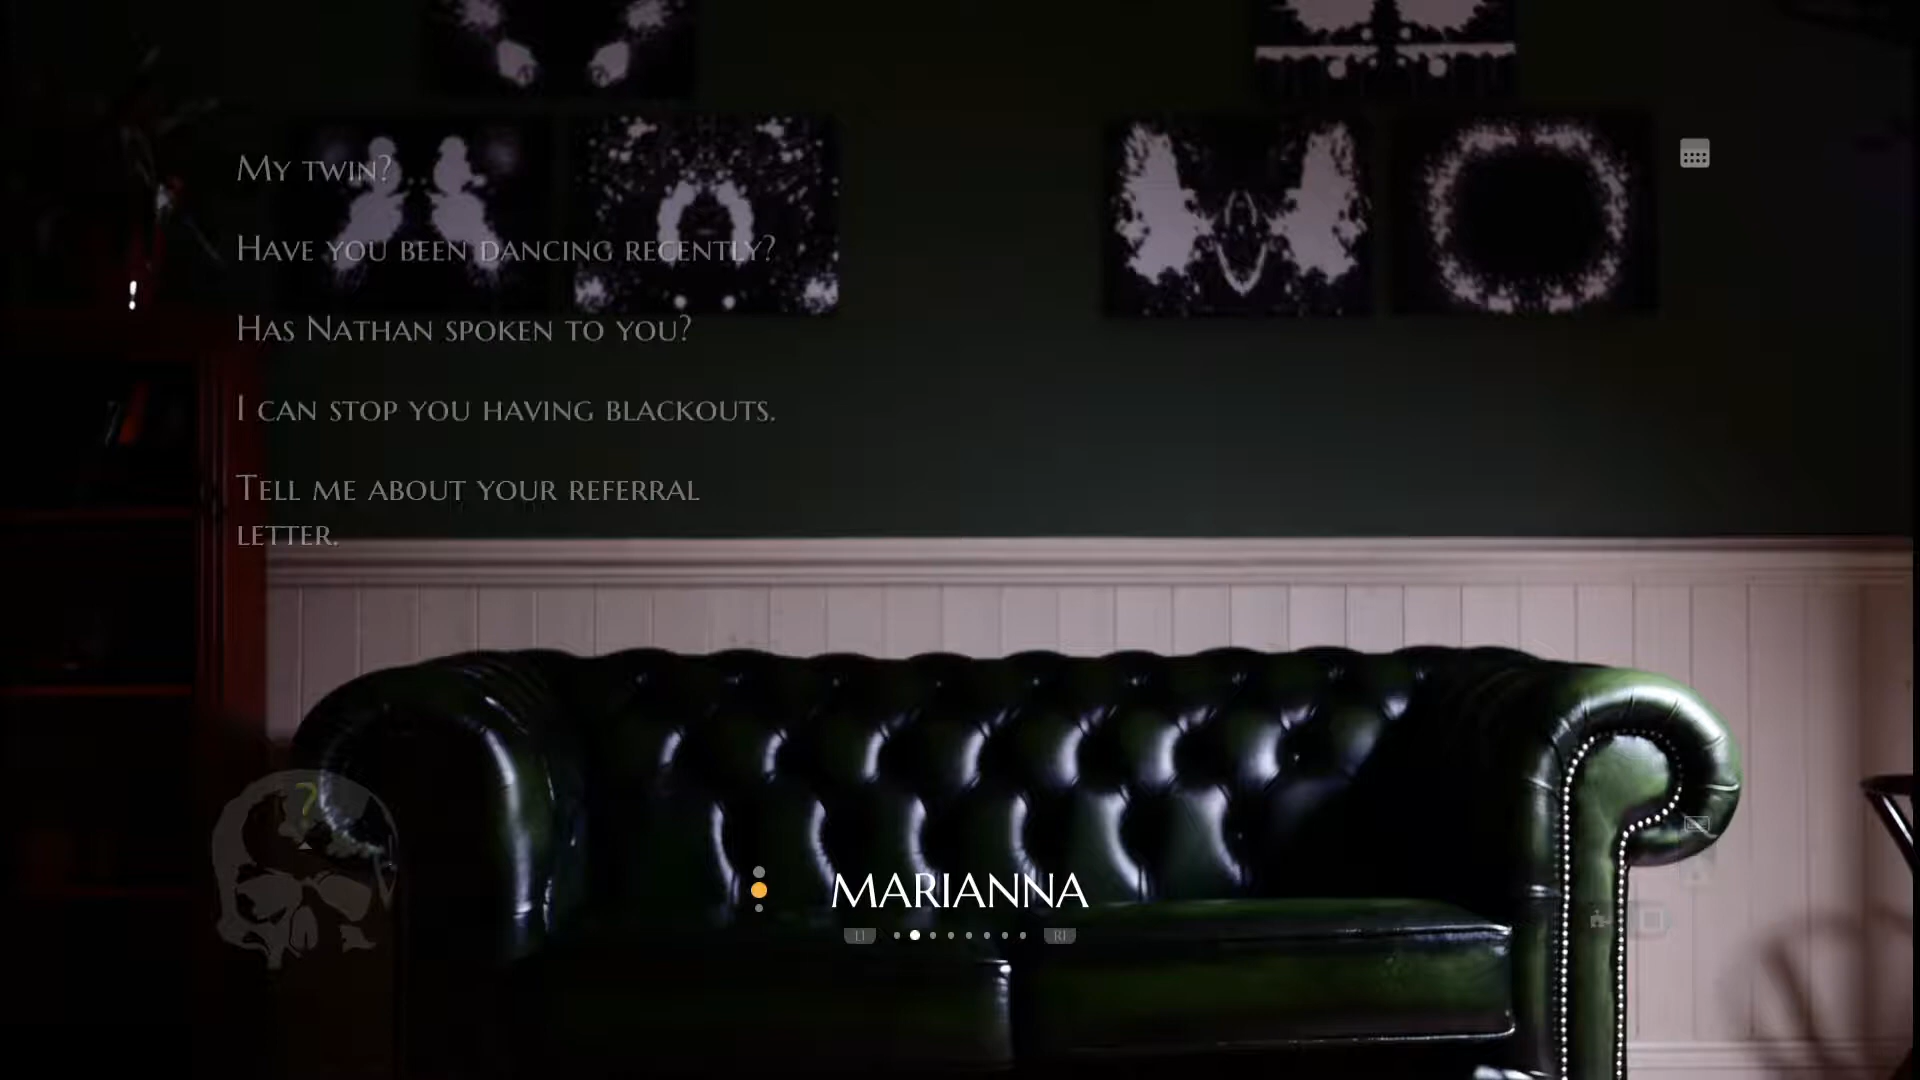 My twin?
Have you been dancing recently?
Has Nathan spoken to you?
I can stop you having blackouts.
Tell me about your referral
letter.
?
MARIANNA
L1
R1